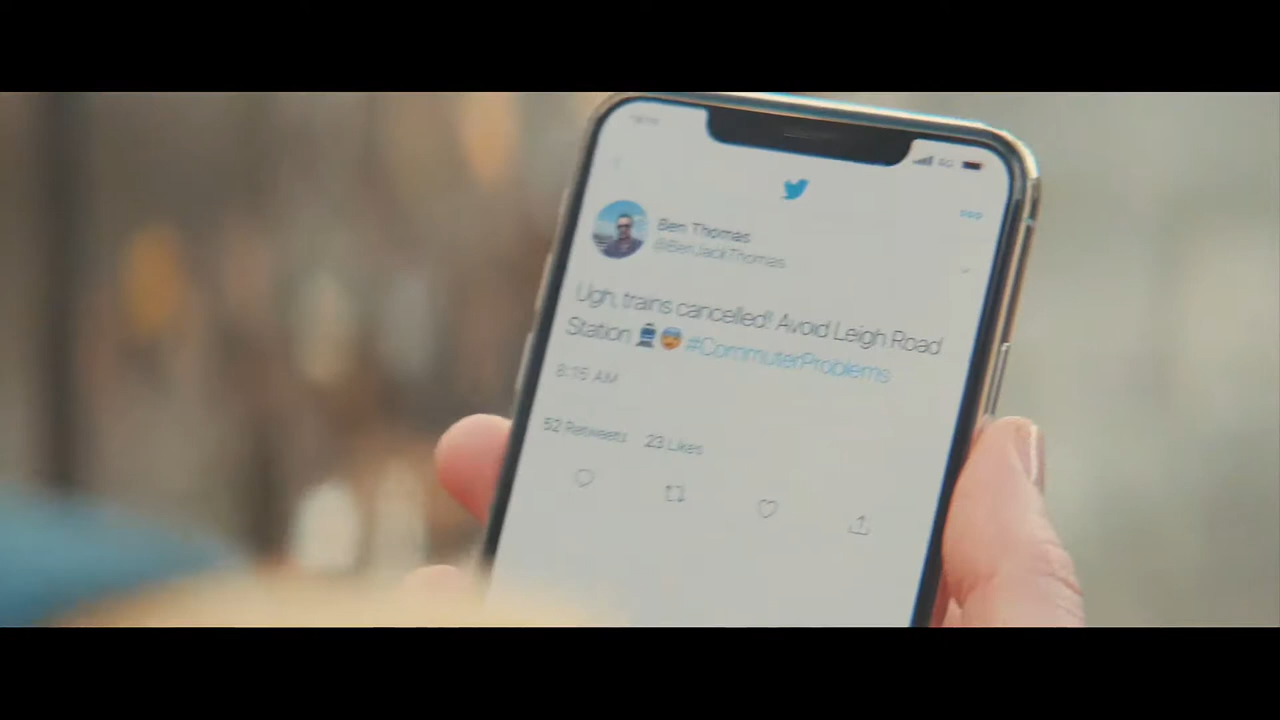 Ben Thomas
@BenJackThomas
Ugh, trains cancelled! Avoid Leigh Road
Station 🚆😨 #CommuterProblems
8:15 AM
52 Retweets 23 Likes